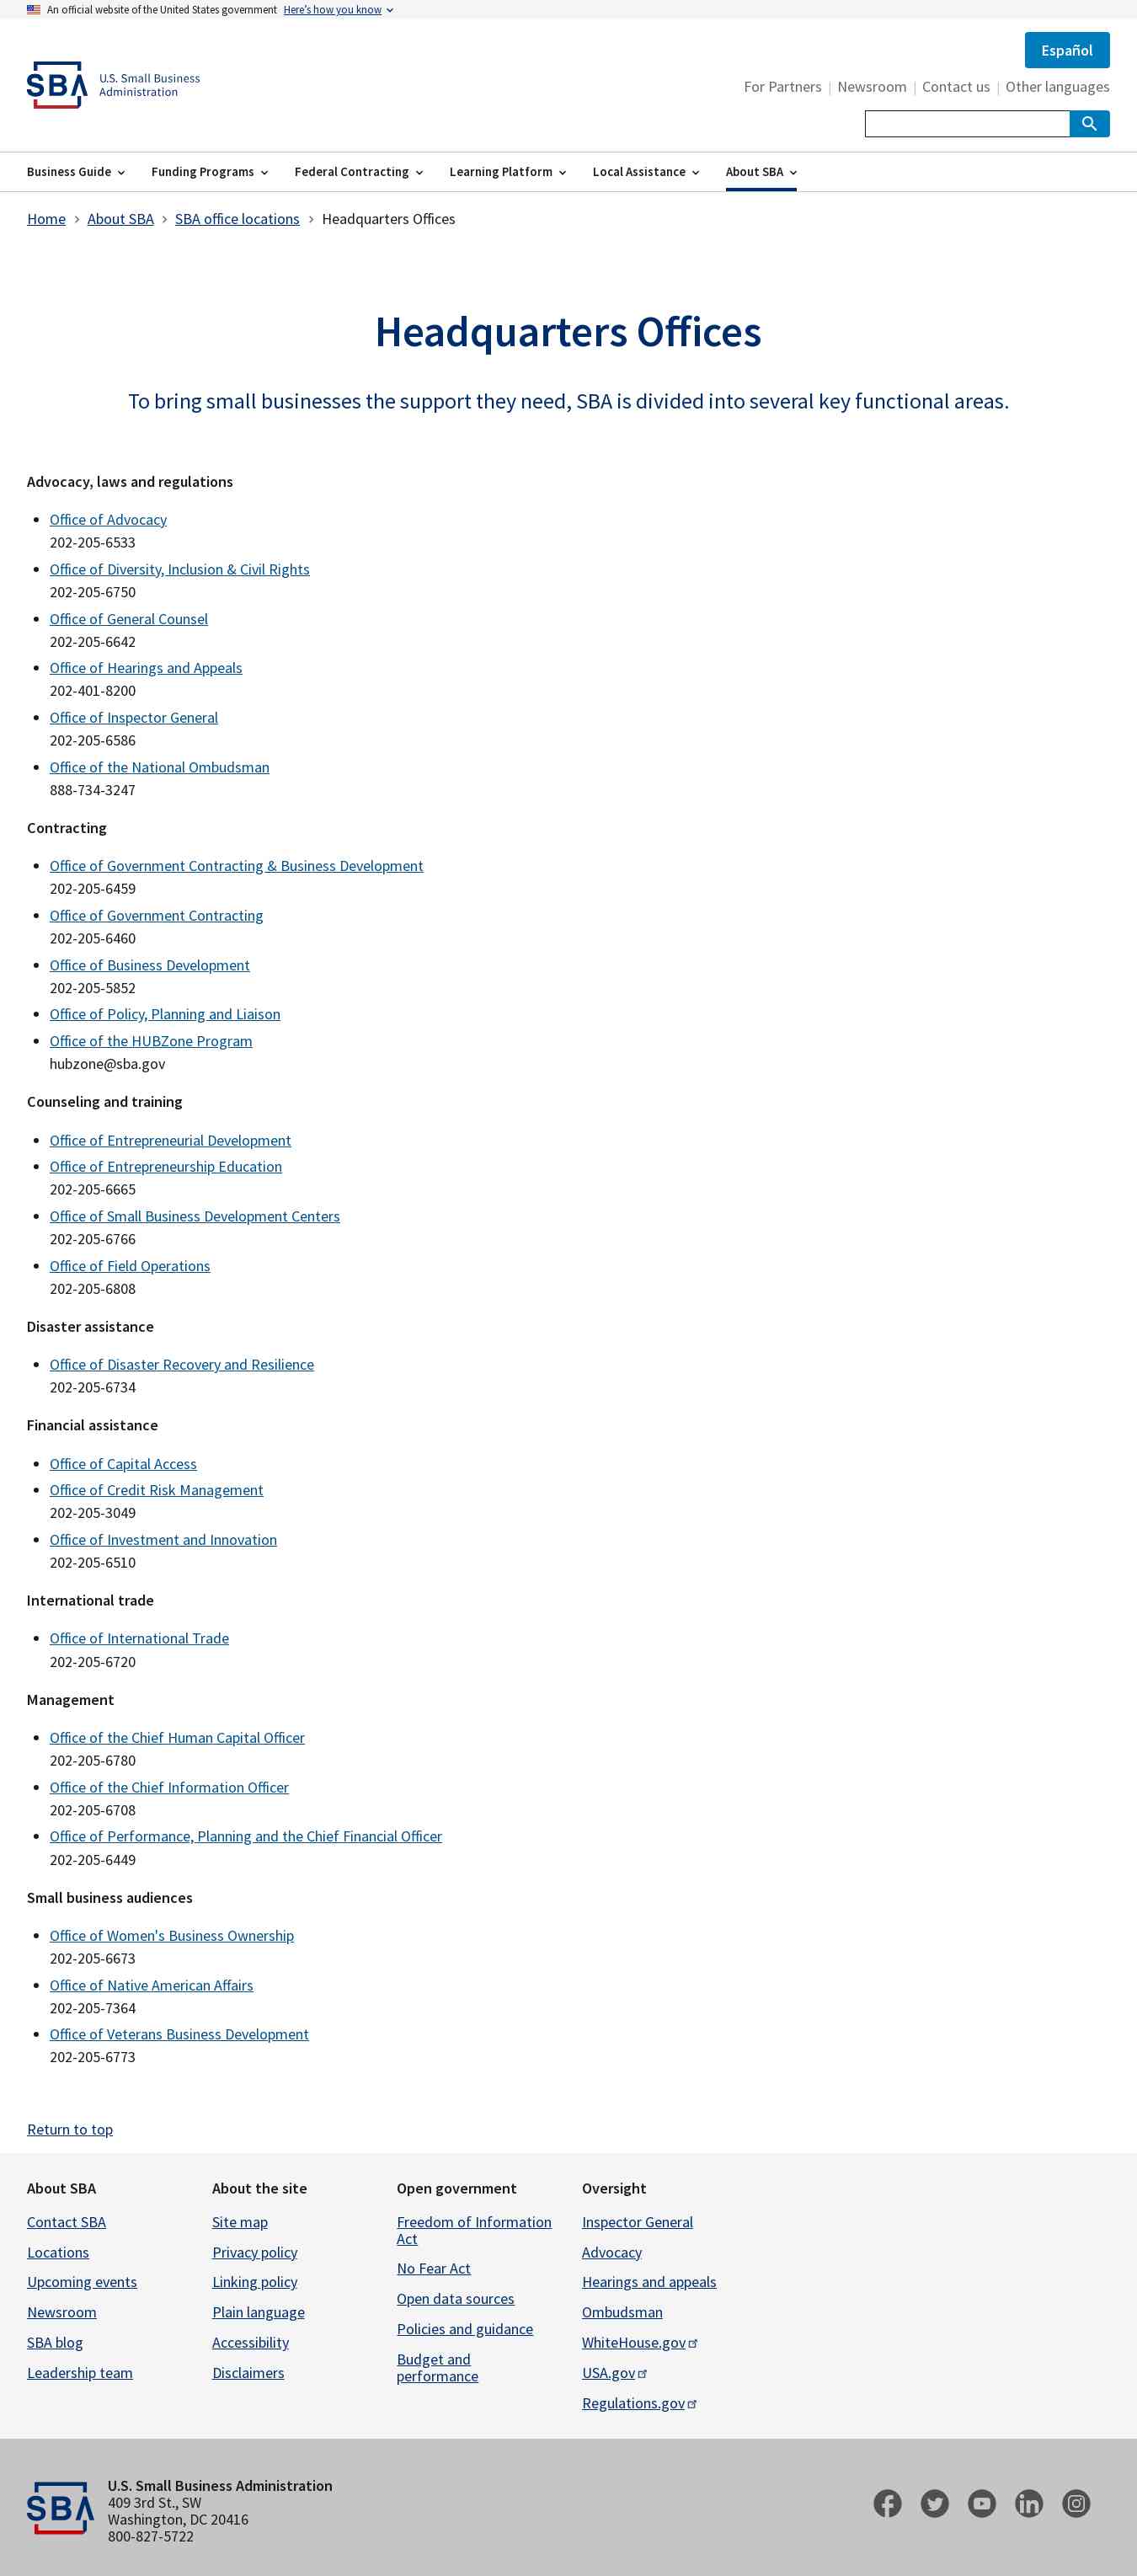 An official website of the United States government Here's how you know
Español
SBA U.S. Small Business
Administration
For Partners | Newsroom | Contact us | Other languages
Business Guide Funding Programs Federal Contracting Learning Platform Local Assistance About SBA
Home > About SBA > SBA office locations > Headquarters Offices
Headquarters Offices
To bring small businesses the support they need, SBA is divided into several key functional areas.
Advocacy, laws and regulations
Office of Advocacy
202-205-6533
Office of Diversity, Inclusion & Civil Rights
202-205-6750
Office of General Counsel
202-205-6642
Office of Hearings and Appeals
202-401-8200
Office of Inspector General
202-205-6586
Office of the National Ombudsman
888-734-3247
Contracting
Office of Government Contracting & Business Development
202-205-6459
Office of Government Contracting
202-205-6460
Office of Business Development
202-205-5852
Office of Policy, Planning and Liaison
Office of the HUBZone Program
hubzone@sba.gov
Counseling and training
Office of Entrepreneurial Development
Office of Entrepreneurship Education
202-205-6665
Office of Small Business Development Centers
202-205-6766
Office of Field Operations
202-205-6808
Disaster assistance
Office of Disaster Recovery and Resilience
202-205-6734
Financial assistance
Office of Capital Access
Office of Credit Risk Management
202-205-3049
Office of Investment and Innovation
202-205-6510
International trade
Office of International Trade
202-205-6720
Management
Office of the Chief Human Capital Officer
202-205-6780
Office of the Chief Information Officer
202-205-6708
Office of Performance, Planning and the Chief Financial Officer
202-205-6449
Small business audiences
Office of Women's Business Ownership
202-205-6673
Office of Native American Affairs
202-205-7364
Office of Veterans Business Development
202-205-6773
Return to top
About SBA
Contact SBA
Locations
Upcoming events
Newsroom
SBA blog
Leadership team
About the site
Site map
Privacy policy
Linking policy
Plain language
Accessibility
Disclaimers
Open government
Freedom of Information
Act
No Fear Act
Open data sources
Policies and guidance
Budget and
performance
Oversight
Inspector General
Advocacy
Hearings and appeals
Ombudsman
WhiteHouse.gov
USA.gov
Regulations.gov
SBA
U.S. Small Business Administration
409 3rd St., SW
Washington, DC 20416
800-827-5722